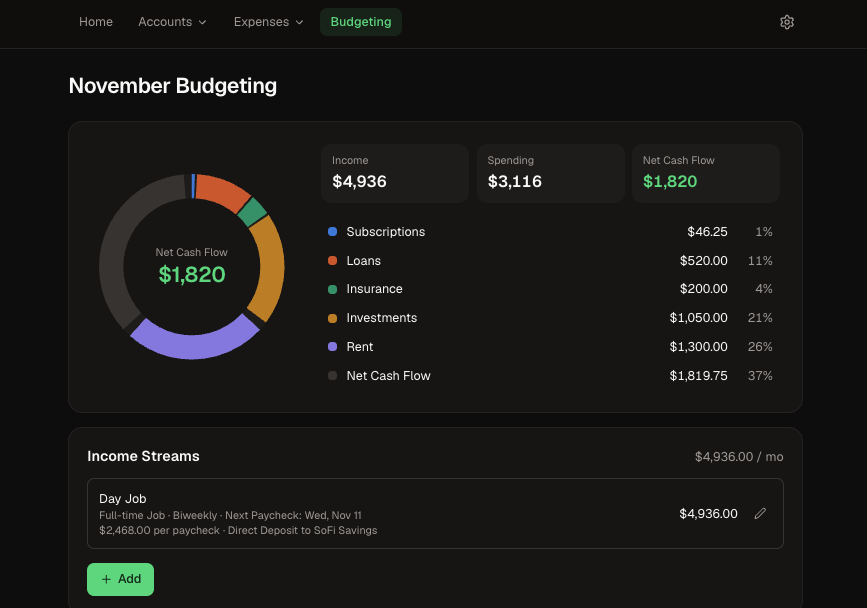 Home Accounts Expenses Budgeting
November Budgeting
Income
$4,936
Spending
$3,116
Net Cash Flow
$1,820
Net Cash Flow
$1,820
Subscriptions $46.25 1%
Loans $520.00 11%
Insurance $200.00 4%
Investments $1,050.00 21%
Rent $1,300.00 26%
Net Cash Flow $1,819.75 37%
Income Streams $4,936.00 / mo
Day Job
Full-time Job · Biweekly · Next Paycheck: Wed, Nov 11
$2,468.00 per paycheck · Direct Deposit to SoFi Savings
$4,936.00
+ Add